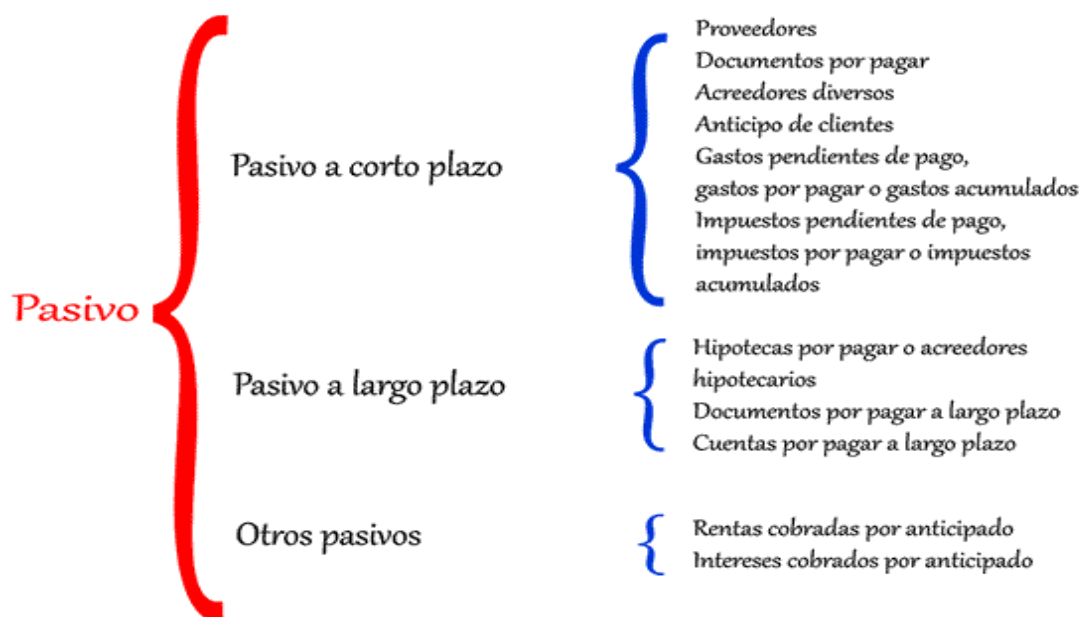 Pasivo
Pasivo a corto plazo
Proveedores
Documentos por pagar
Acreedores diversos
Anticipo de clientes
Gastos pendientes de pago,
gastos por pagar o gastos acumulados
Impuestos pendientes de pago,
impuestos por pagar o impuestos
acumulados
Pasivo a largo plazo
Hipotecas por pagar o acreedores
hipotecarios
Documentos por pagar a largo plazo
Cuentas por pagar a largo plazo
Otros pasivos
Rentas cobradas por anticipado
Intereses cobrados por anticipado